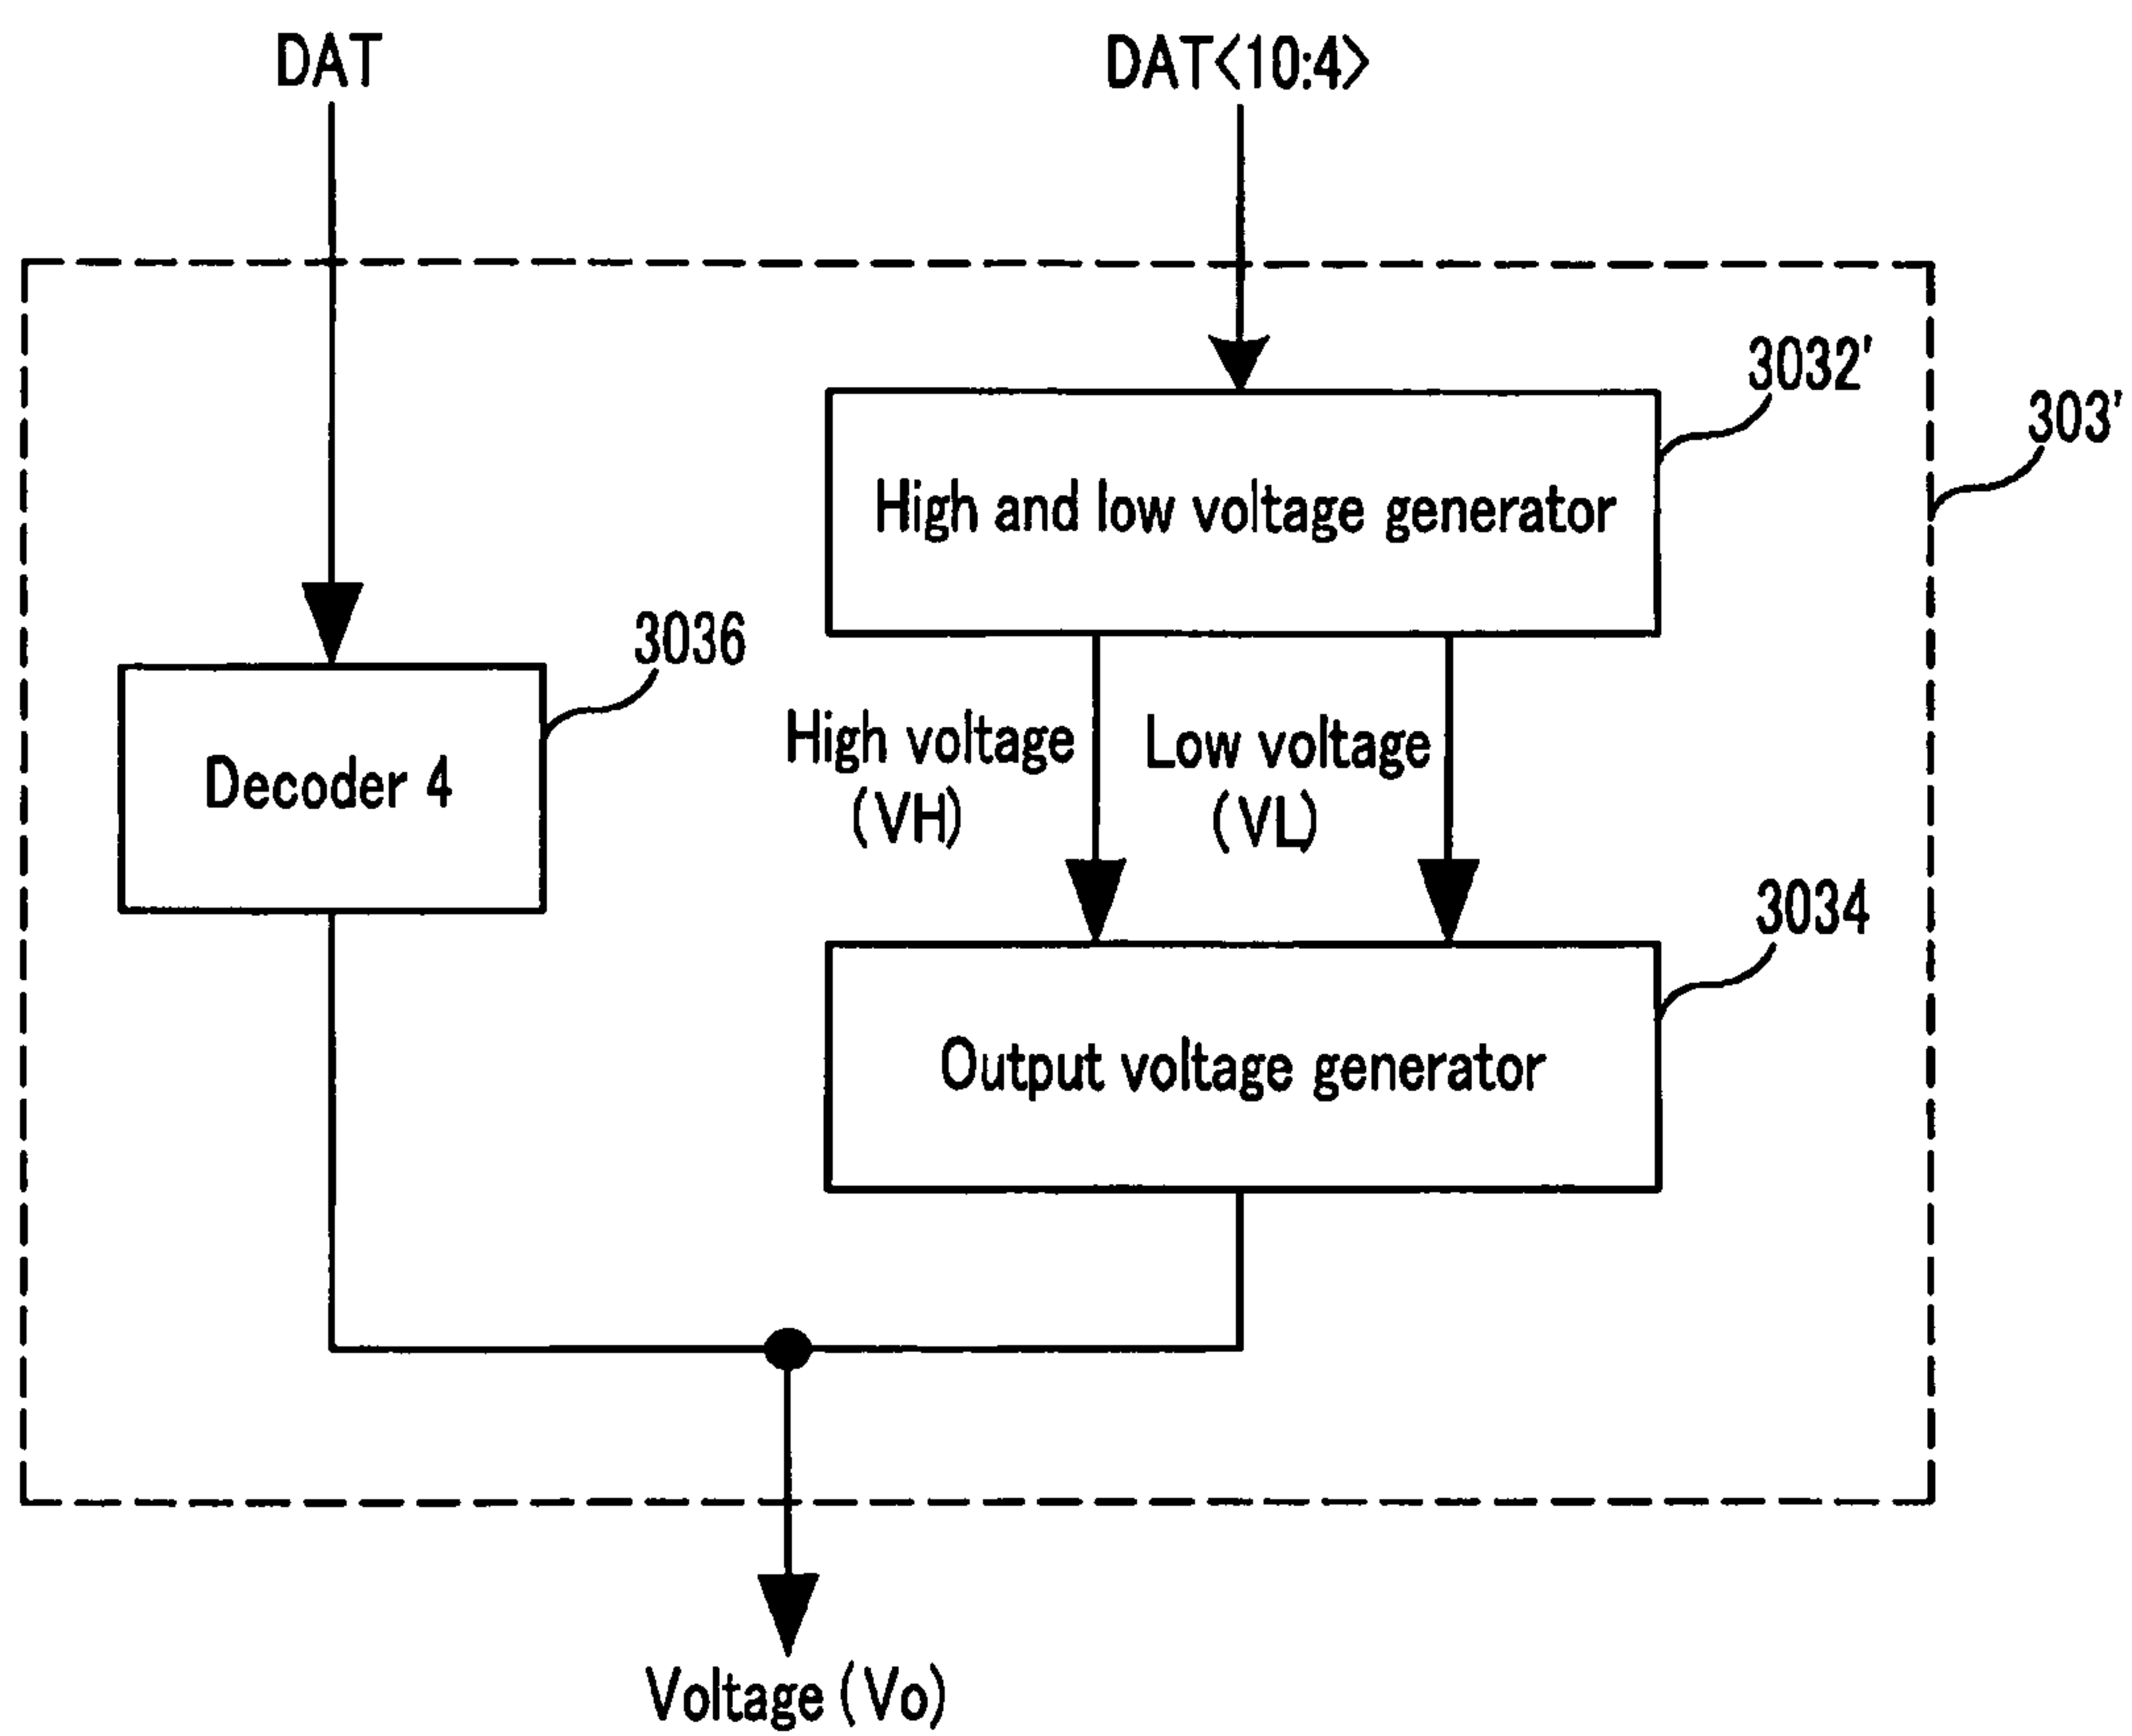 DAT
DAT<10:4>
3032'
303'
High and low voltage generator
3036
High voltage
(VH)
Low voltage
(VL)
Decoder 4
3034
Output voltage generator
Voltage (Vo)